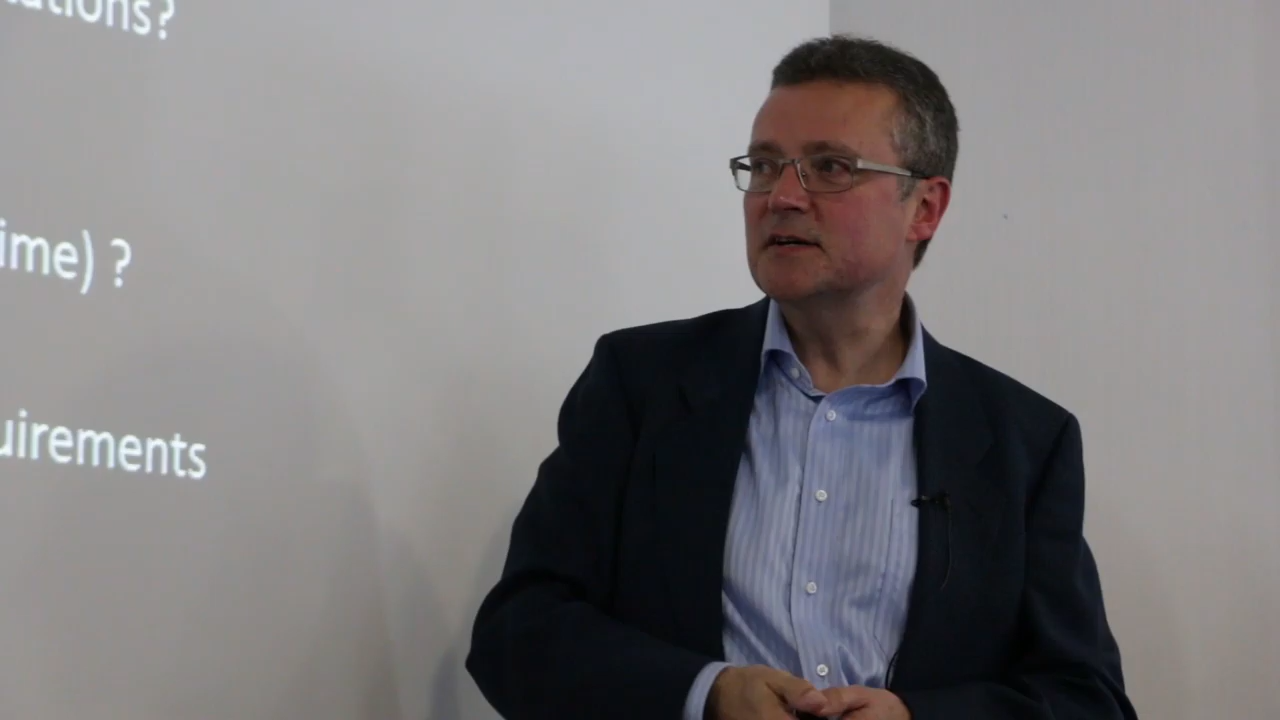 ations?
ime) ?
uirements